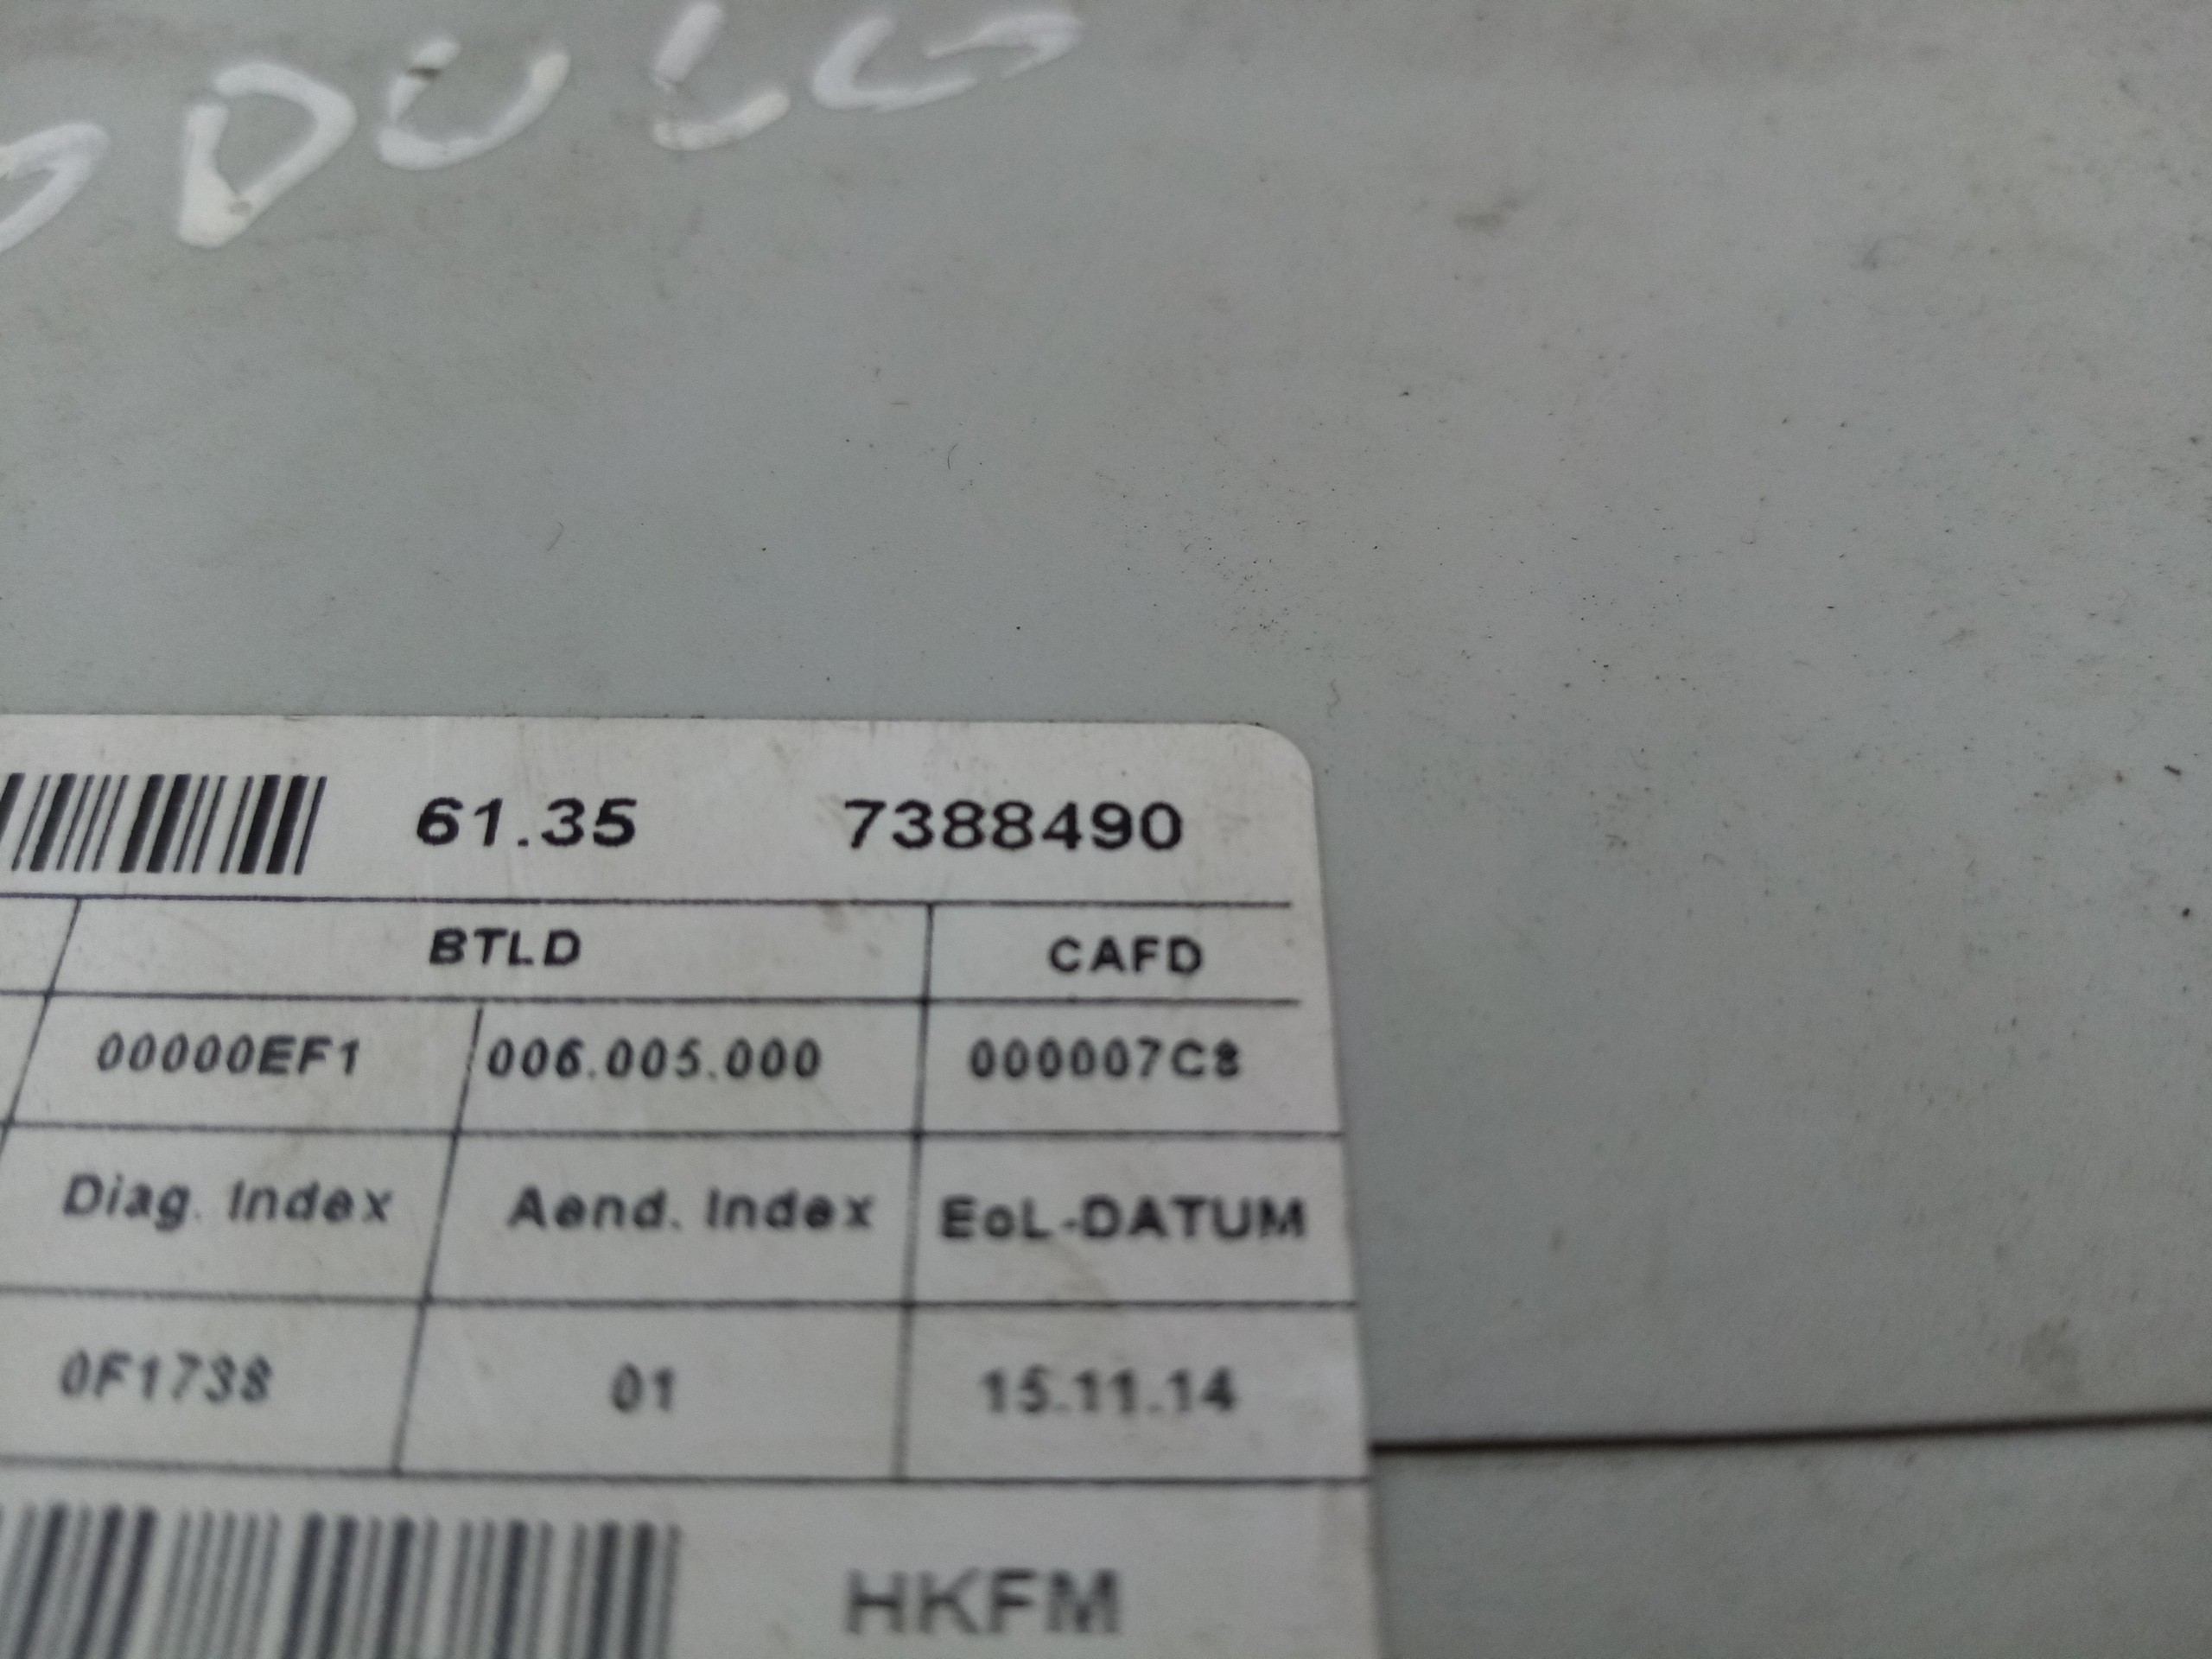 ODULO
61.35 7388490
BTLD CAFD
00000EF1 006.005.000 000007C8
Diag. Index Aend. Index EoL-DATUM
0F1738 01 15.11.14
HKFM